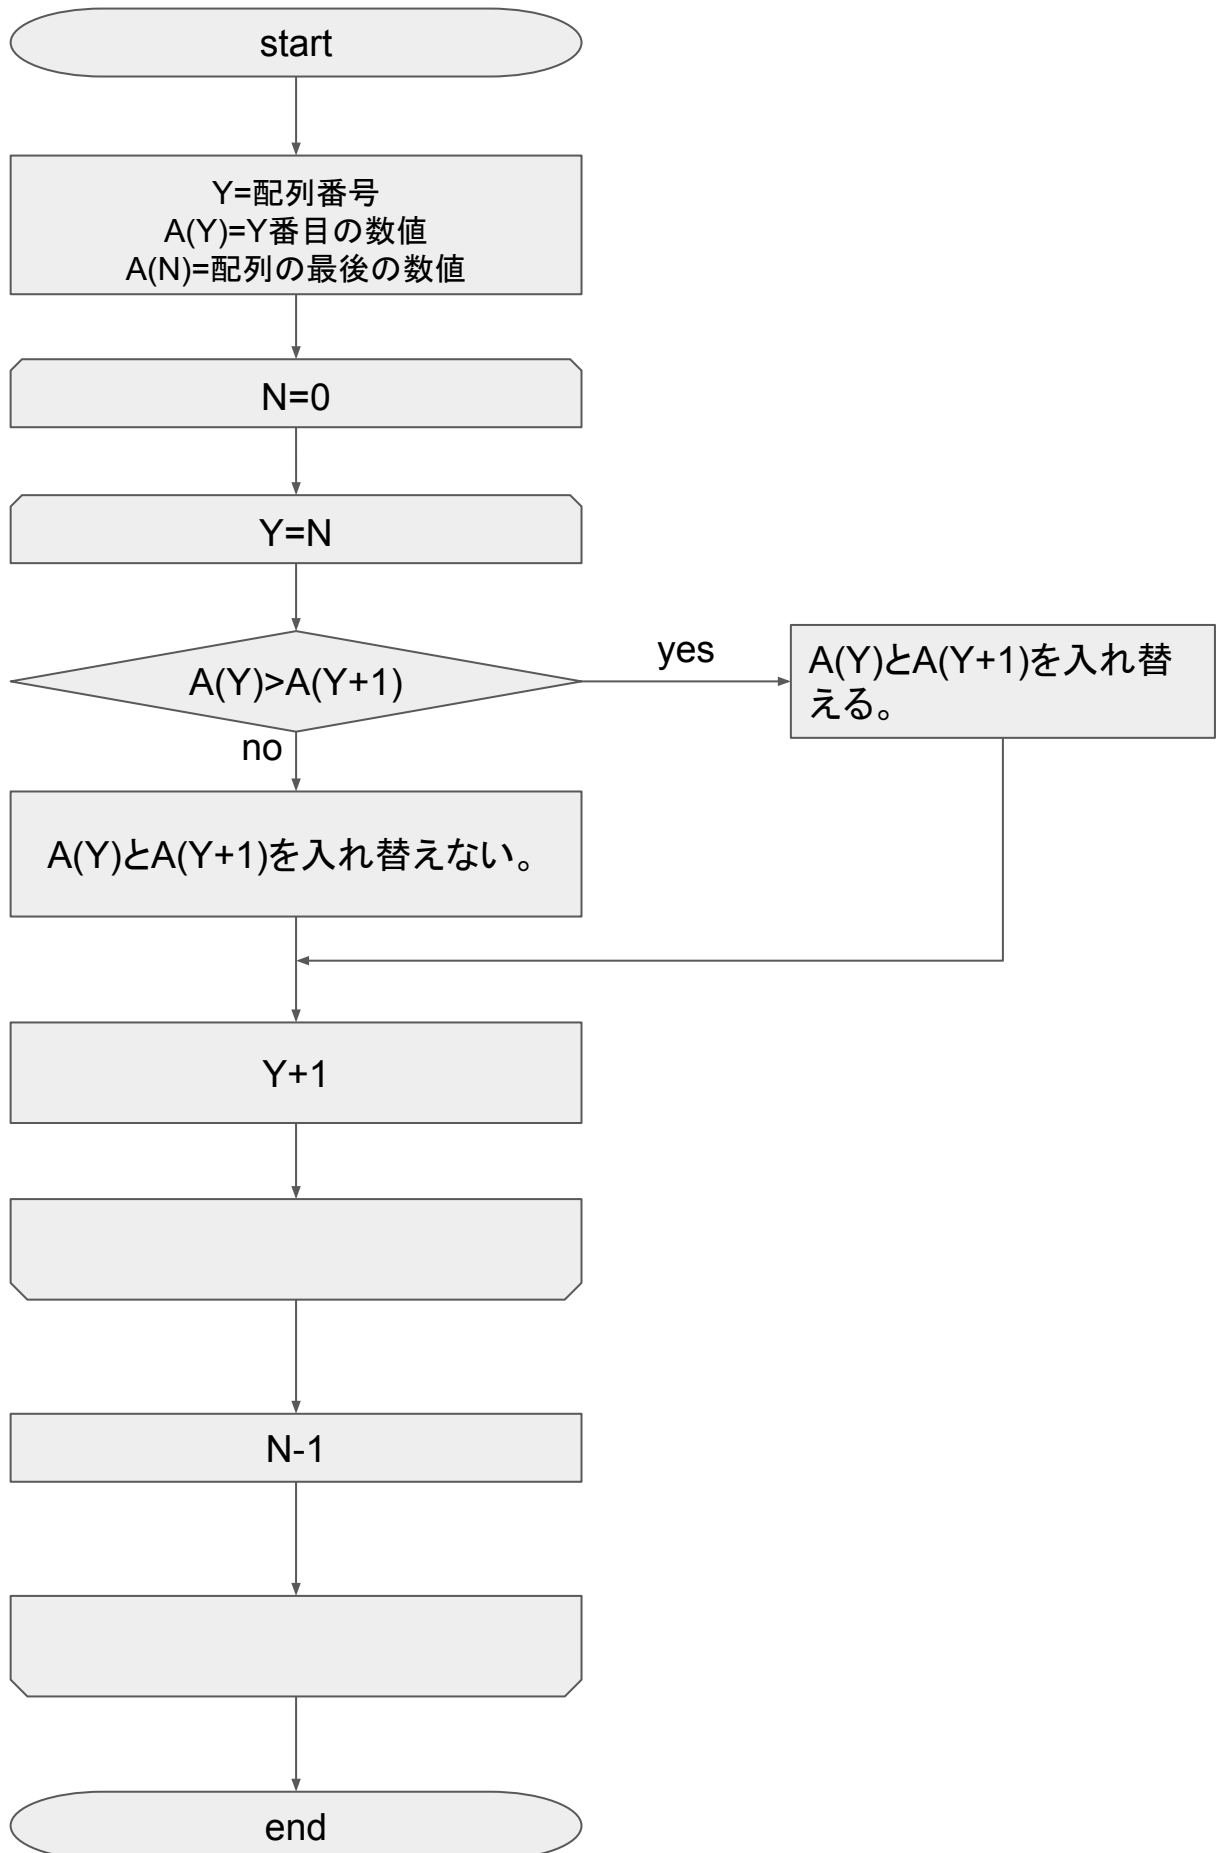 start
Y=配列番号
A(Y)=Y番目の数値
A(N)=配列の最後の数値
N=0
Y=N
A(Y)>A(Y+1)
yes
A(Y)とA(Y+1)を入れ替
える。
no
A(Y)とA(Y+1)を入れ替えない。
Y+1
N-1
end